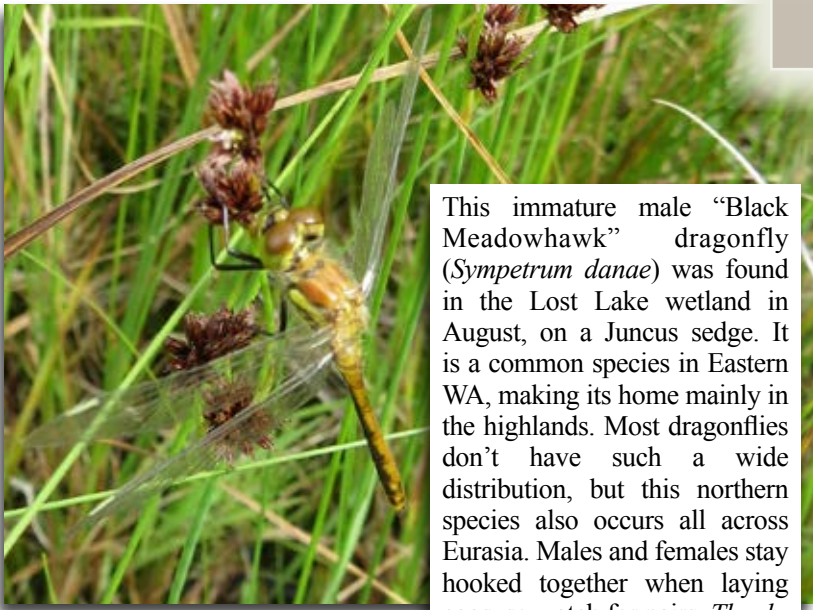 This immature male “Black
Meadowhawk” dragonfly
(Sympetrum danae) was found
in the Lost Lake wetland in
August, on a Juncus sedge. It
is a common species in Eastern
WA, making its home mainly in
the highlands. Most dragonflies
don’t have such a wide
distribution, but this northern
species also occurs all across
Eurasia. Males and females stay
hooked together when laying